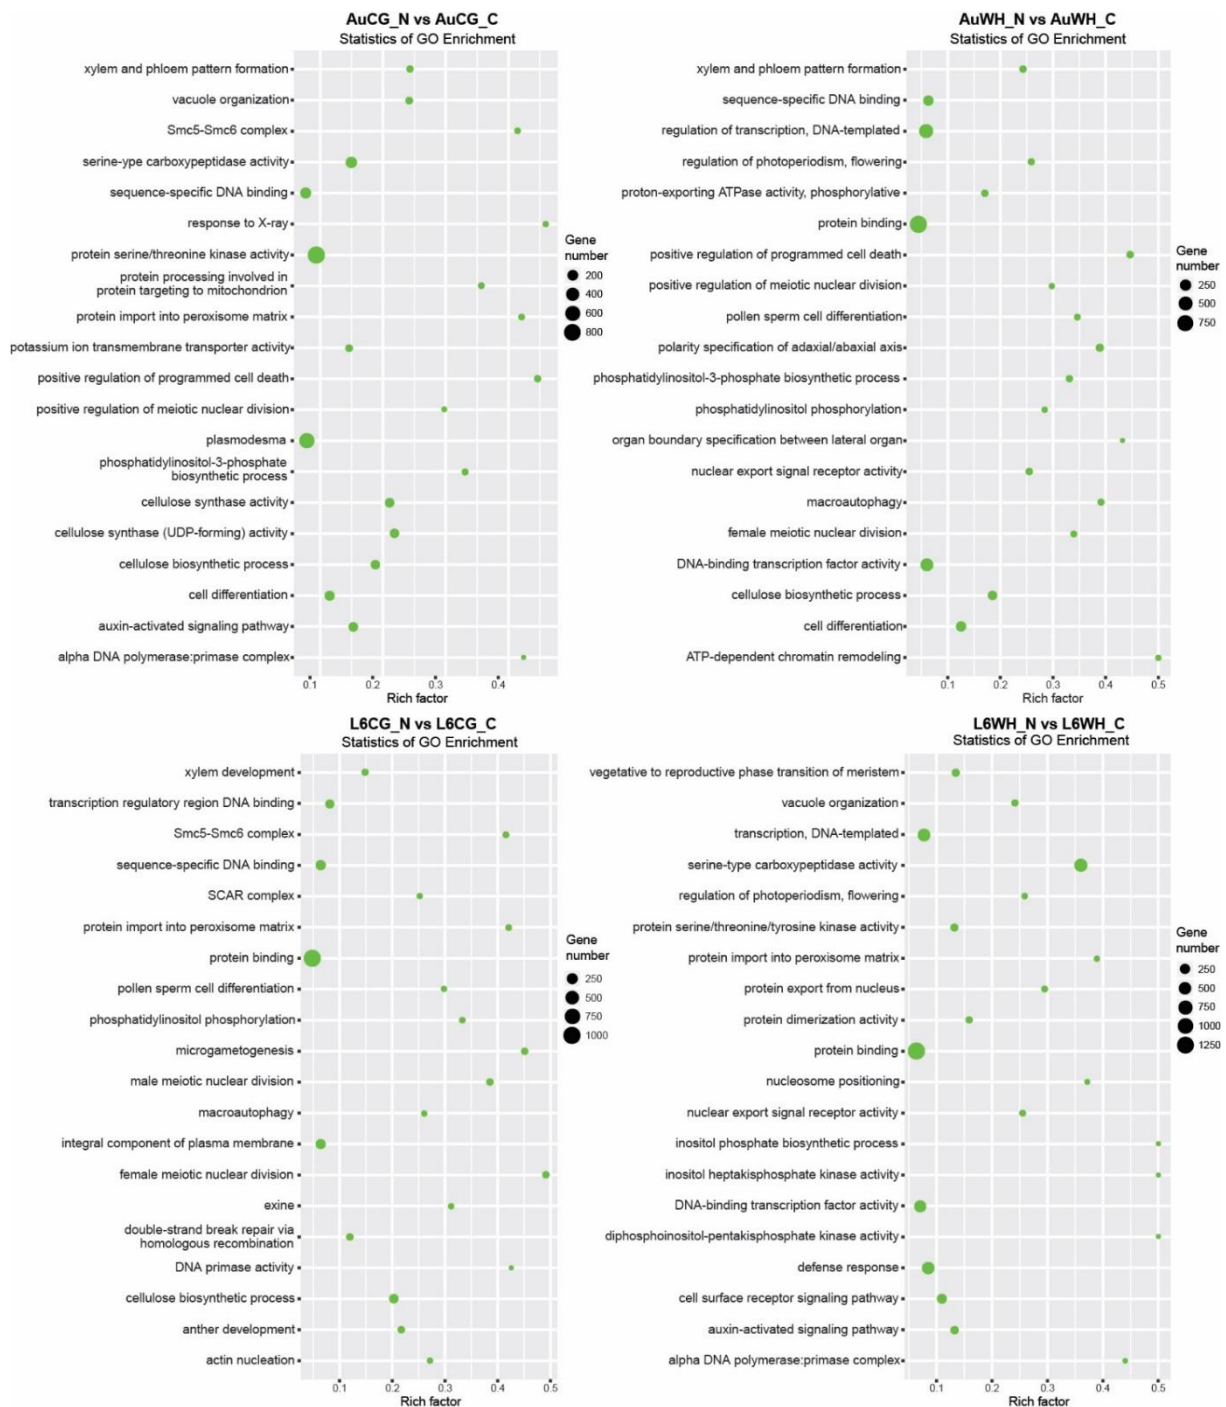 AuCG_N vs AuCG_C
Statistics of GO Enrichment
xylem and phloem pattern formation
vacuole organization
Smc5-Smc6 complex
serine-ype carboxypeptidase activity
sequence-specific DNA binding
response to X-ray
protein serine/threonine kinase activity
protein processing involved in
protein targeting to mitochondrion
protein import into peroxisome matrix
potassium ion transmembrane transporter activity
positive regulation of programmed cell death
positive regulation of meiotic nuclear division
plasmodesma
phosphatidylinositol-3-phosphate
biosynthetic process
cellulose synthase activity
cellulose synthase (UDP-forming) activity
cellulose biosynthetic process
cell differentiation
auxin-activated signaling pathway
alpha DNA polymerase:primase complex
0.1 0.2 0.3 0.4
Rich factor
Gene
number
200
400
600
800
AuWH_N vs AuWH_C
Statistics of GO Enrichment
xylem and phloem pattern formation
sequence-specific DNA binding
regulation of transcription, DNA-templated
regulation of photoperiodism, flowering
proton-exporting ATPase activity, phosphorylative
protein binding
positive regulation of programmed cell death
positive regulation of meiotic nuclear division
pollen sperm cell differentiation
polarity specification of adaxial/abaxial axis
phosphatidylinositol-3-phosphate biosynthetic process
phosphatidylinositol phosphorylation
organ boundary specification between lateral organ
nuclear export signal receptor activity
macroautophagy
female meiotic nuclear division
DNA-binding transcription factor activity
cellulose biosynthetic process
cell differentiation
ATP-dependent chromatin remodeling
0.1 0.2 0.3 0.4 0.5
Rich factor
Gene
number
250
500
750
L6CG_N vs L6CG_C
Statistics of GO Enrichment
xylem development
transcription regulatory region DNA binding
Smc5-Smc6 complex
sequence-specific DNA binding
SCAR complex
protein import into peroxisome matrix
protein binding
pollen sperm cell differentiation
phosphatidylinositol phosphorylation
microgametogenesis
male meiotic nuclear division
macroautophagy
integral component of plasma membrane
female meiotic nuclear division
exine
double-strand break repair via
homologous recombination
DNA primase activity
cellulose biosynthetic process
anther development
actin nucleation
0.1 0.2 0.3 0.4 0.5
Rich factor
Gene
number
250
500
750
1000
L6WH_N vs L6WH_C
Statistics of GO Enrichment
vegetative to reproductive phase transition of meristem
vacuole organization
transcription, DNA-templated
serine-type carboxypeptidase activity
regulation of photoperiodism, flowering
protein serine/threonine/tyrosine kinase activity
protein import into peroxisome matrix
protein export from nucleus
protein dimerization activity
protein binding
nucleosome positioning
nuclear export signal receptor activity
inositol phosphate biosynthetic process
inositol heptakisphosphate kinase activity
DNA-binding transcription factor activity
diphosphoinositol-pentakisphosphate kinase activity
defense response
cell surface receptor signaling pathway
auxin-activated signaling pathway
alpha DNA polymerase:primase complex
0.1 0.2 0.3 0.4 0.5
Rich factor
Gene
number
250
500
750
1000
1250